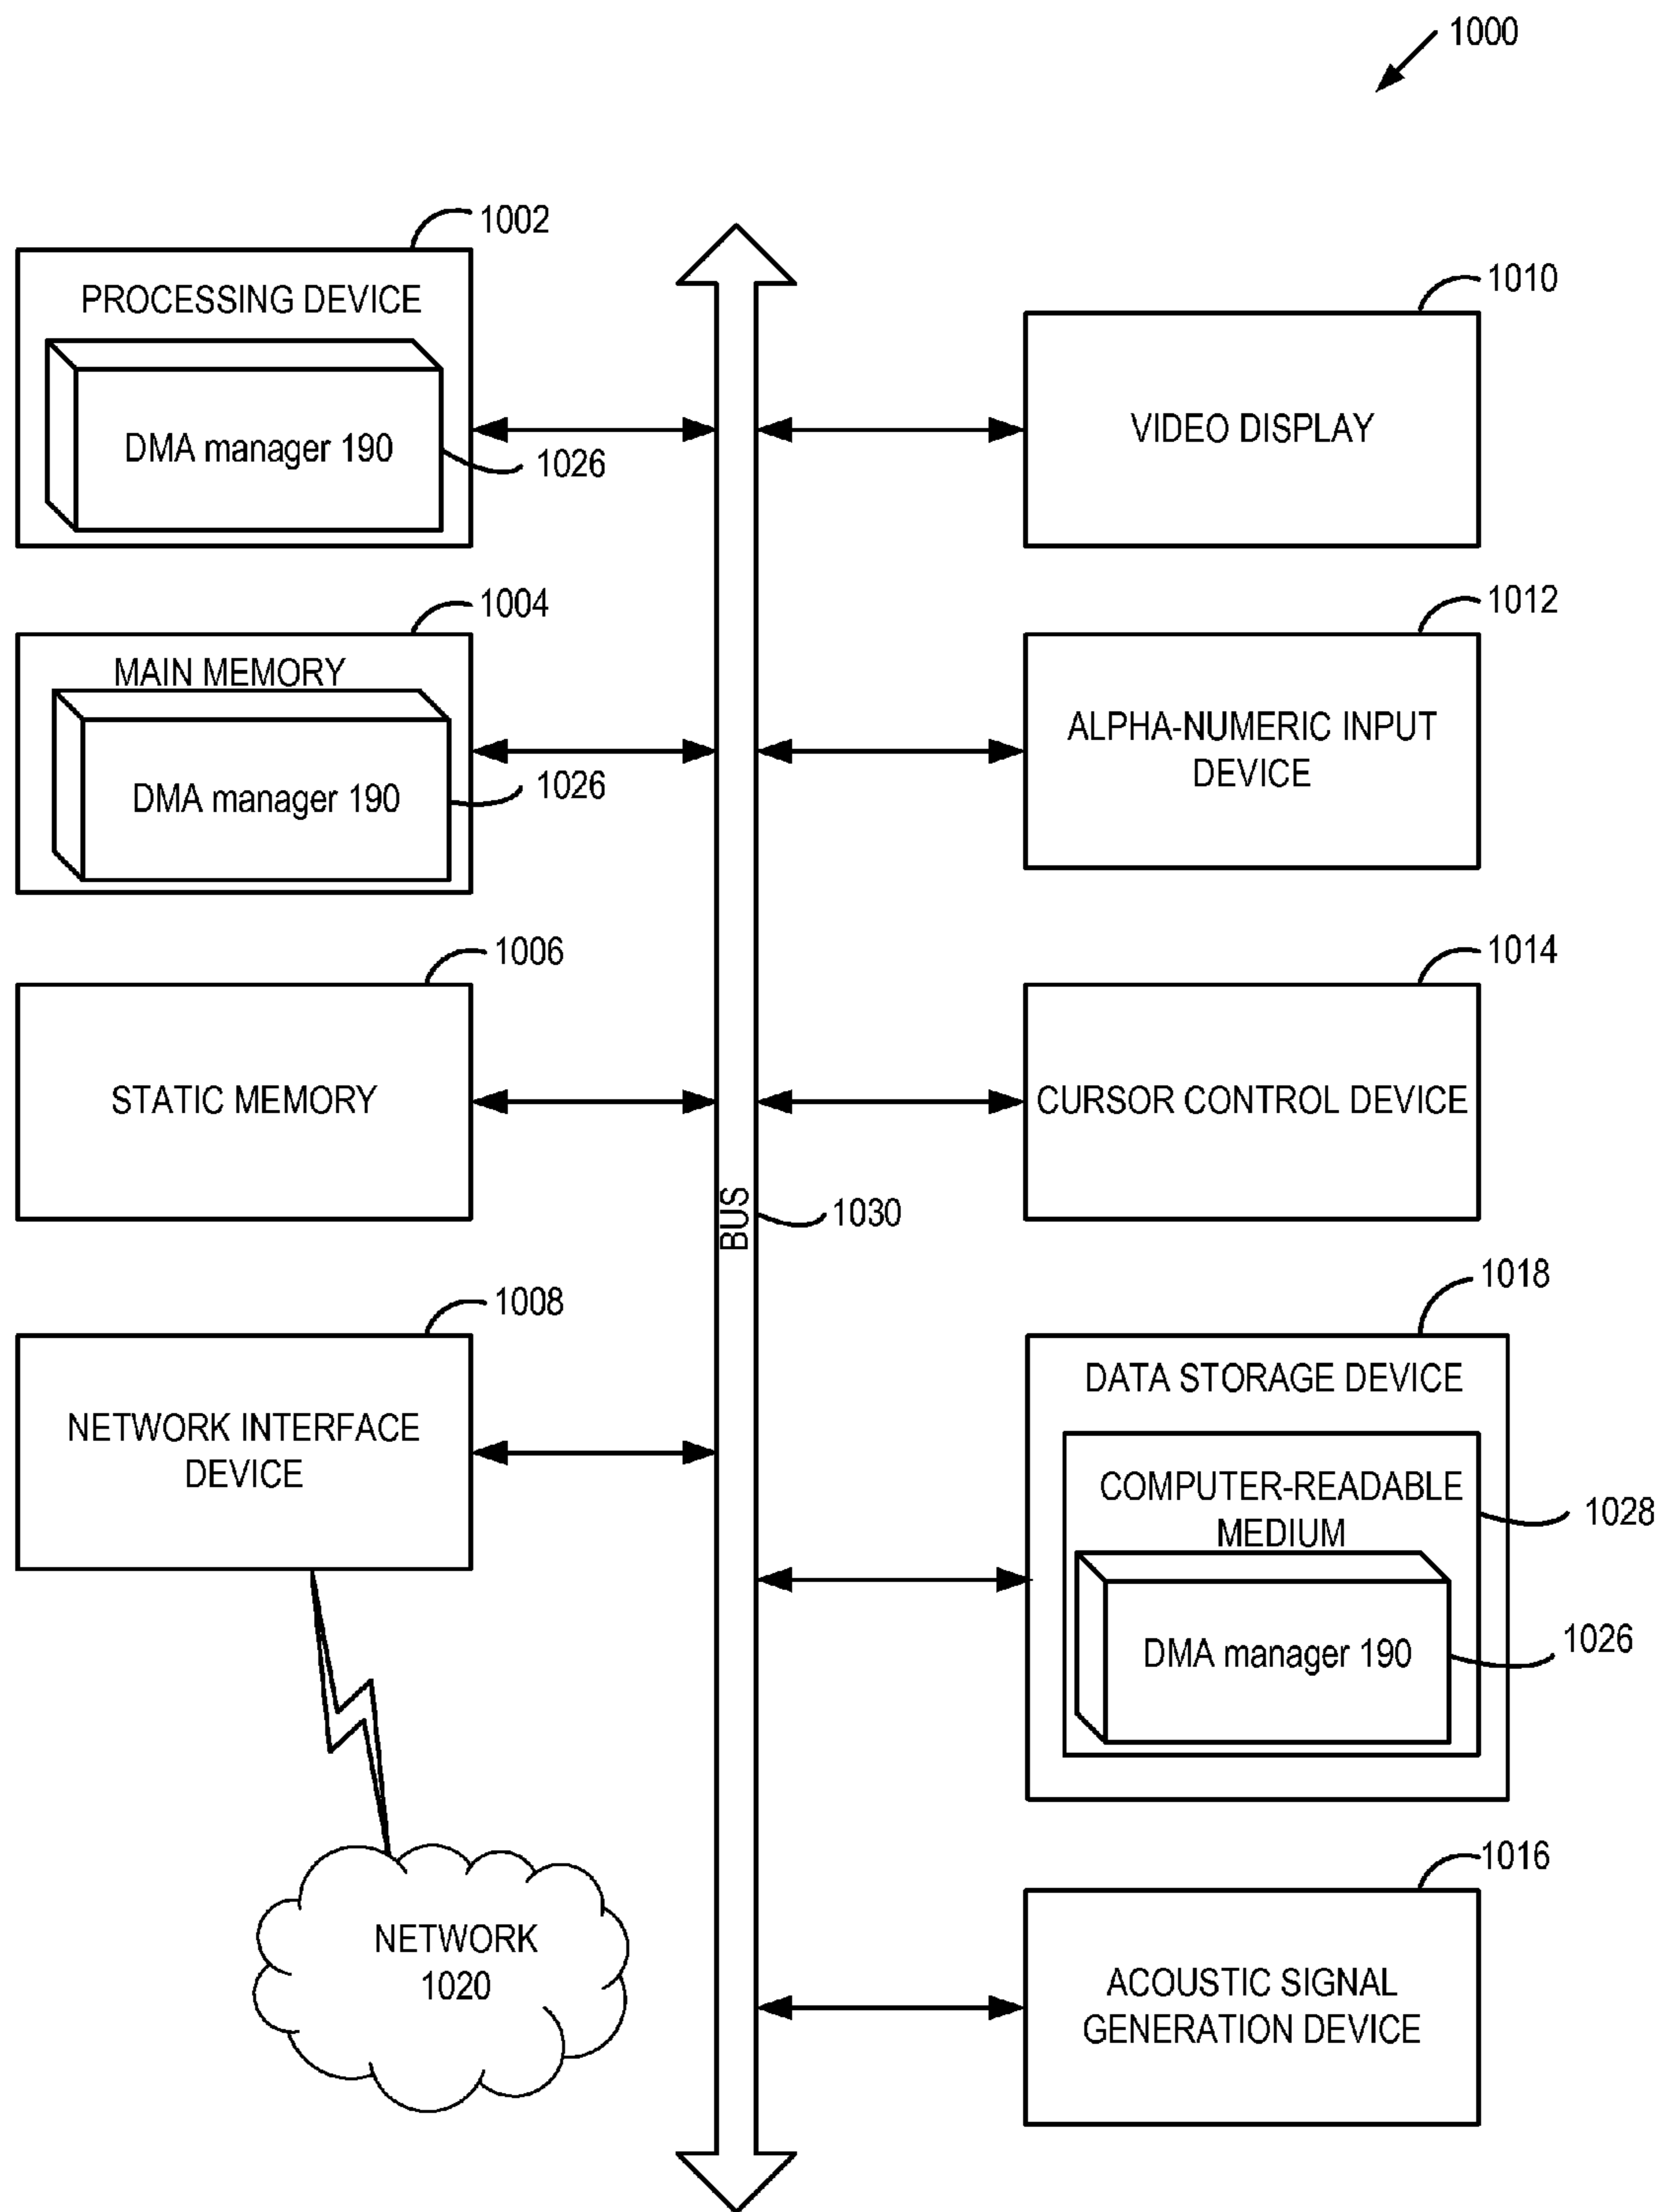 1000
1002
PROCESSING DEVICE
DMA manager 190
1026
1004
MAIN MEMORY
DMA manager 190
1026
1006
STATIC MEMORY
1008
NETWORK INTERFACE
DEVICE
NETWORK
1020
BUS
1030
1010
VIDEO DISPLAY
1012
ALPHA-NUMERIC INPUT
DEVICE
1014
CURSOR CONTROL DEVICE
1018
DATA STORAGE DEVICE
COMPUTER-READABLE
MEDIUM
1028
DMA manager 190
1026
1016
ACOUSTIC SIGNAL
GENERATION DEVICE